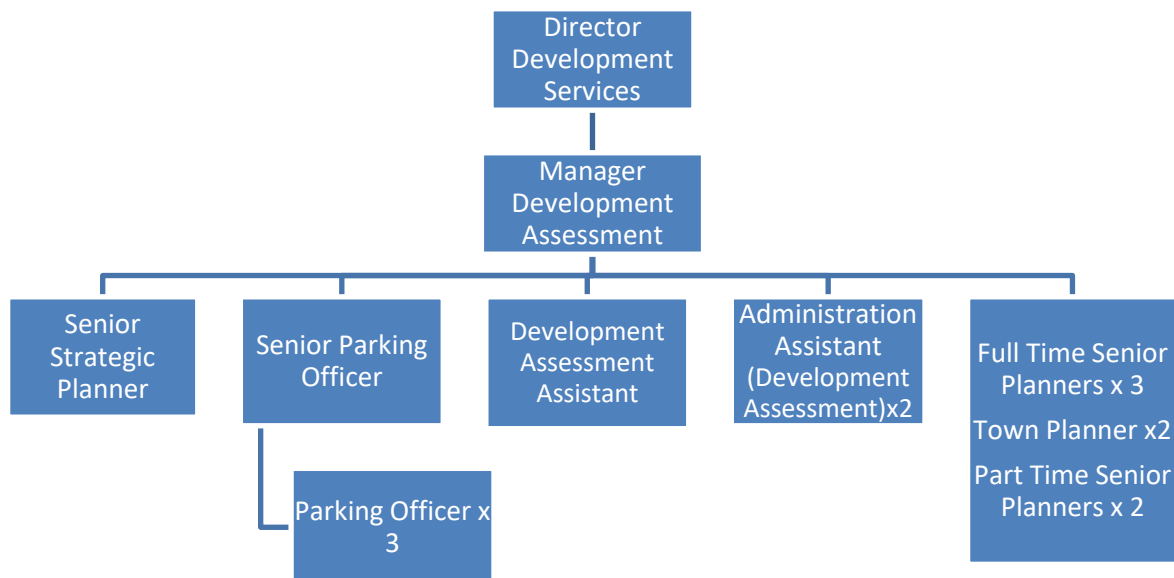 Director
Development
Services
Manager
Development
Assessment
Senior
Strategic
Planner
Senior Parking
Officer
Development
Assessment
Assistant
Administration
Assistant
(Development
Assessment)x2
Full Time Senior
Planners x 3
Town Planner x2
Part Time Senior
Planners x 2
Parking Officer x
3